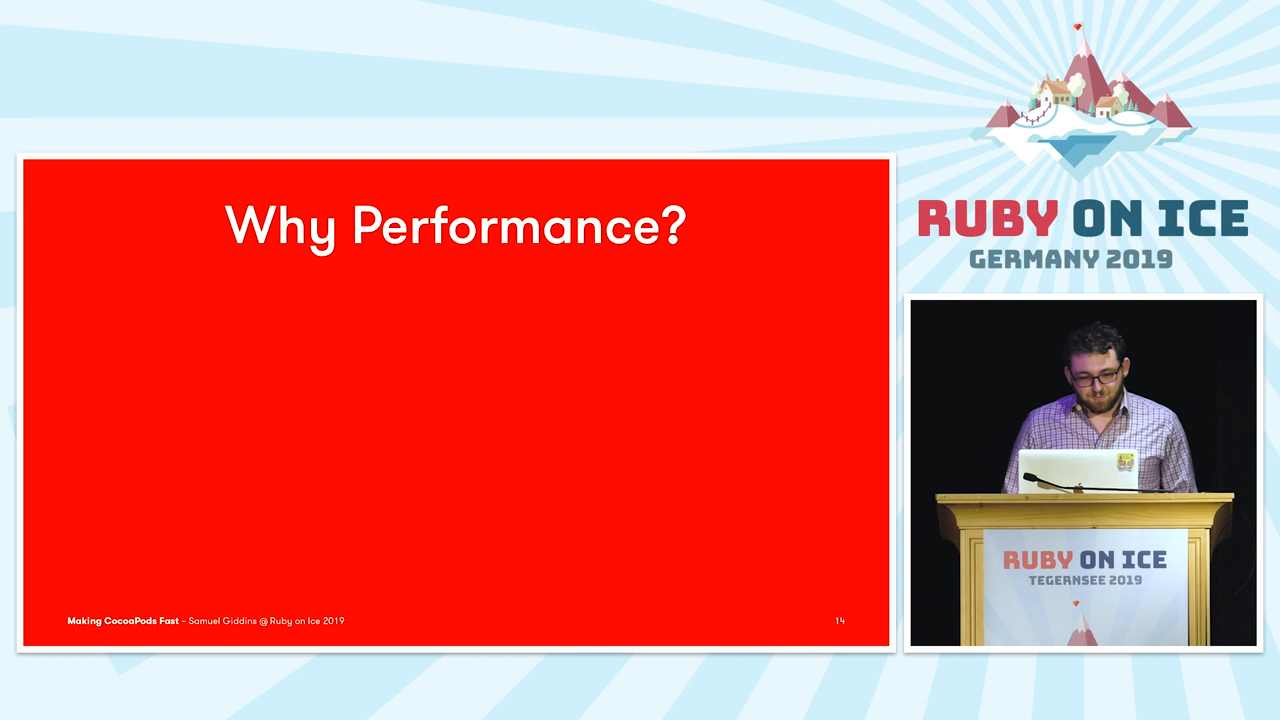 Why Performance?
Making CocoaPods Fast – Samuel Giddins @ Ruby on Ice 2019
14
RUBY ON ICE
GERMANY 2019
RUBY ON ICE
TEGERNSEE 2019